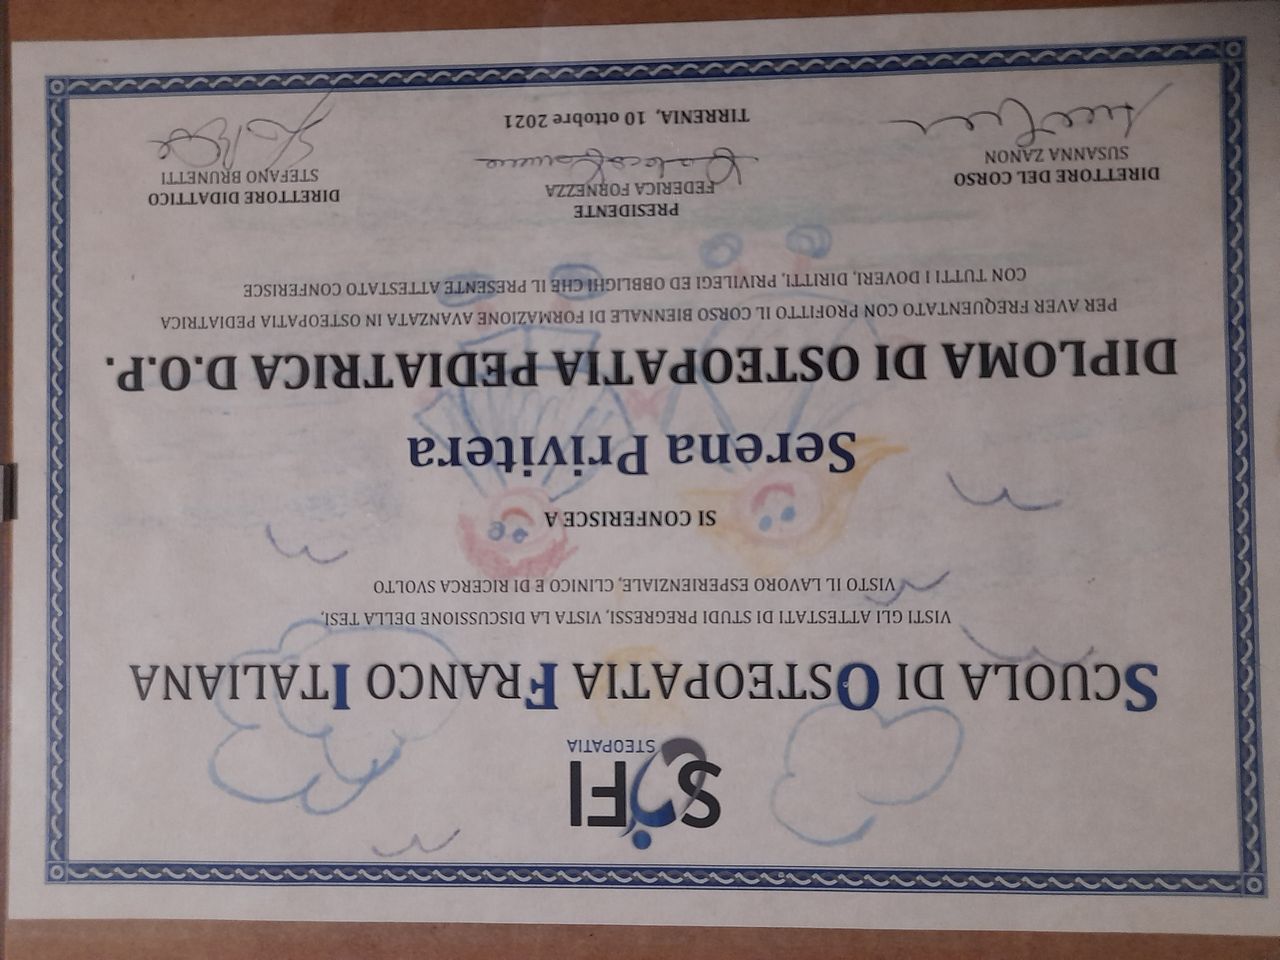 SOFI
STEOPATIA
SCUOLA DI OSTEOPATIA FRANCO ITALIANA
VISTI GLI ATTESTATI DI STUDI PREGRESSI, VISTA LA DISCUSSIONE DELLA TESI,
VISTO IL LAVORO ESPERIENZIALE, CLINICO E DI RICERCA SVOLTO
SI CONFERISCE A
Serena Privitera
DIPLOMA DI OSTEOPATIA PEDIATRICA D.O.P.
PER AVER FREQUENTATO CON PROFITTO IL CORSO BIENNALE DI FORMAZIONE AVANZATA IN OSTEOPATIA PEDIATRICA
CON TUTTI I DOVERI, DIRITTI, PRIVILEGI ED OBBLIGHI CHE IL PRESENTE ATTESTATO CONFERISCE
DIRETTORE DEL CORSO
SUSANNA ZANON
PRESIDENTE
FEDERICA FORNEZZA
DIRETTORE DIDATTICO
STEFANO BRUNETTI
TIRRENIA, 10 ottobre 2021